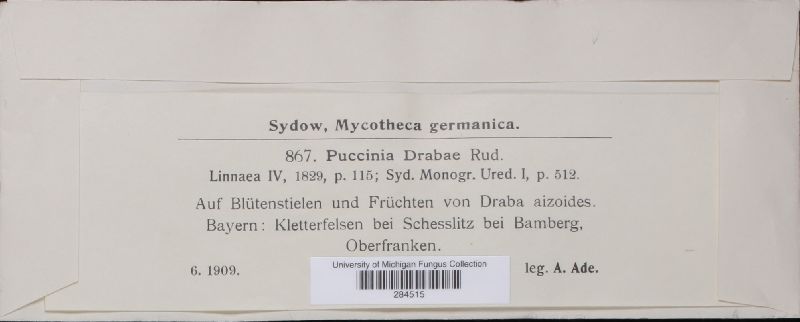 Sydow, Mycotheca germanica.
867. Puccinia Drabae Rud.
Linnaea IV, 1829, p. 115; Syd. Monogr. Ured. I, p. 512.
Auf Blütenstielen und Früchten von Draba aizoides.
Bayern: Kletterfelsen bei Schesslitz bei Bamberg,
Oberfranken.
6. 1909. leg. A. Ade.
University of Michigan Fungus Collection
284515